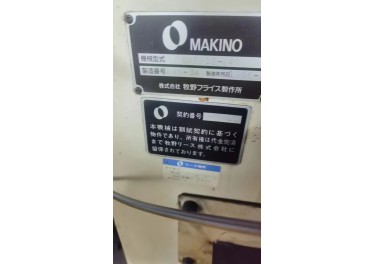 MAKINO
機械型式
製造番号
製造年月
株式会社 牧野フライス製作所
契約番号
本機械は割賦契約に基づく
物件であり、所有権は代金完済
まで牧野リース株式会社に
留保されております。